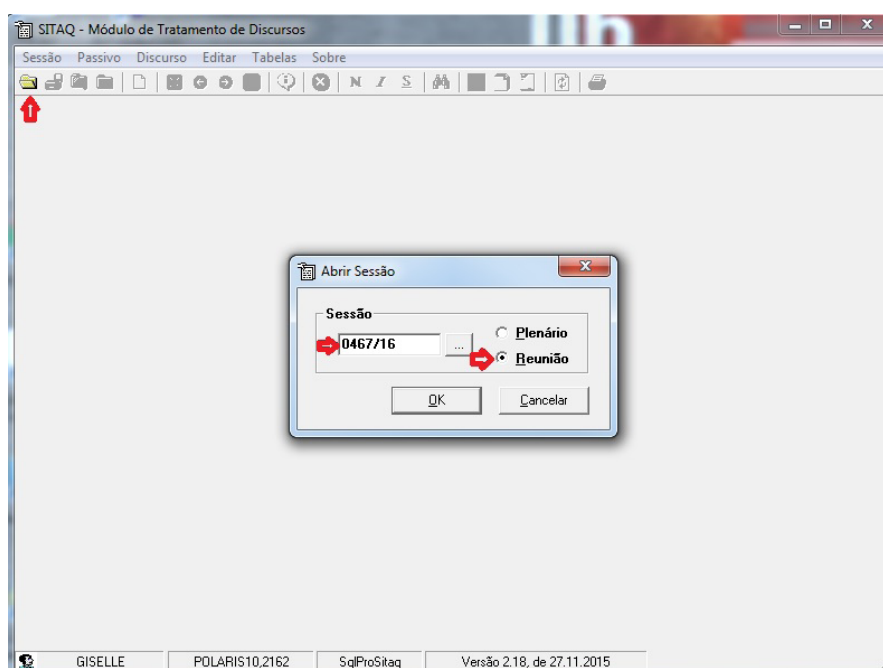 SITAQ - Módulo de Tratamento de Discursos
Sessão Passivo Discurso Editar Tabelas Sobre
N I S
Abrir Sessão
Sessão
0467/16
...
Plenário
Reunião
OK
Cancelar
GISELLE POLARIS10,2162 SqlProSitaq Versão 2.18, de 27.11.2015